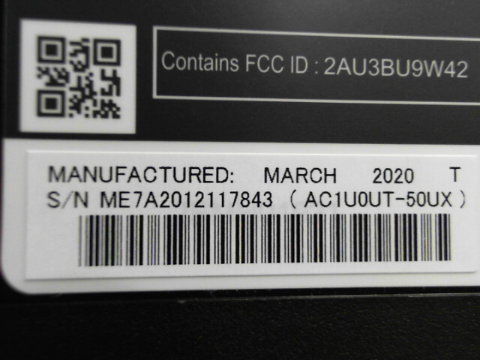 Contains FCC ID : 2AU3BU9W42
MANUFACTURED: MARCH 2020 T
S/N ME7A2012117843 ( AC1U0UT-50UX )